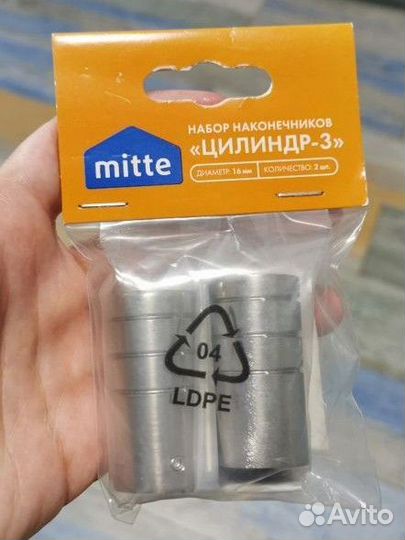 mitte
НАБОР НАКОНЕЧНИКОВ
«ЦИЛИНДР-3»
ДИАМЕТР: 16 мм
КОЛИЧЕСТВО: 2 шт.
04
LDPE
Avito